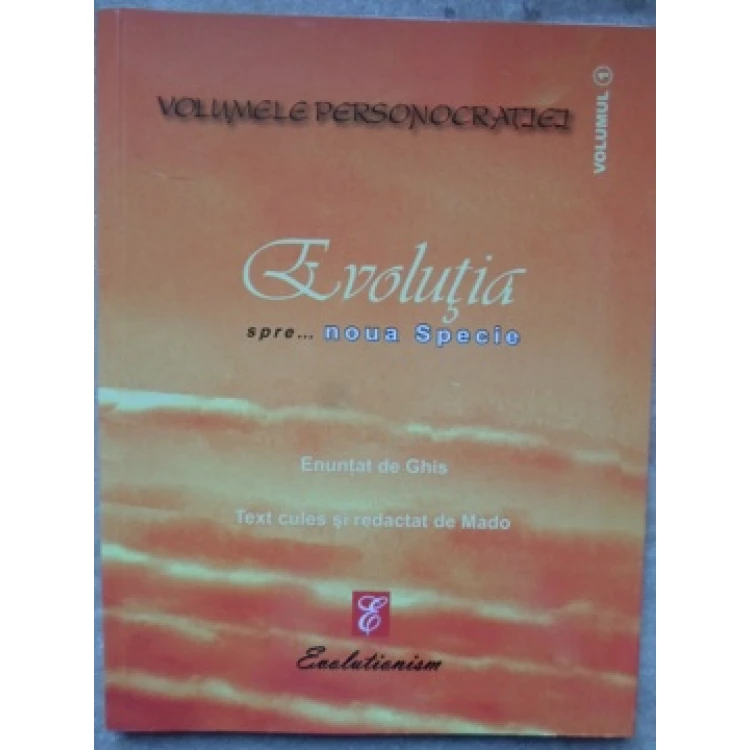 VOLUMELE PERSONOCRAȚIEI
VOLUMUL 1
Evoluția
spre... noua Specie
Enunțat de Ghis
Text cules și redactat de Mado
E
Evolutionism